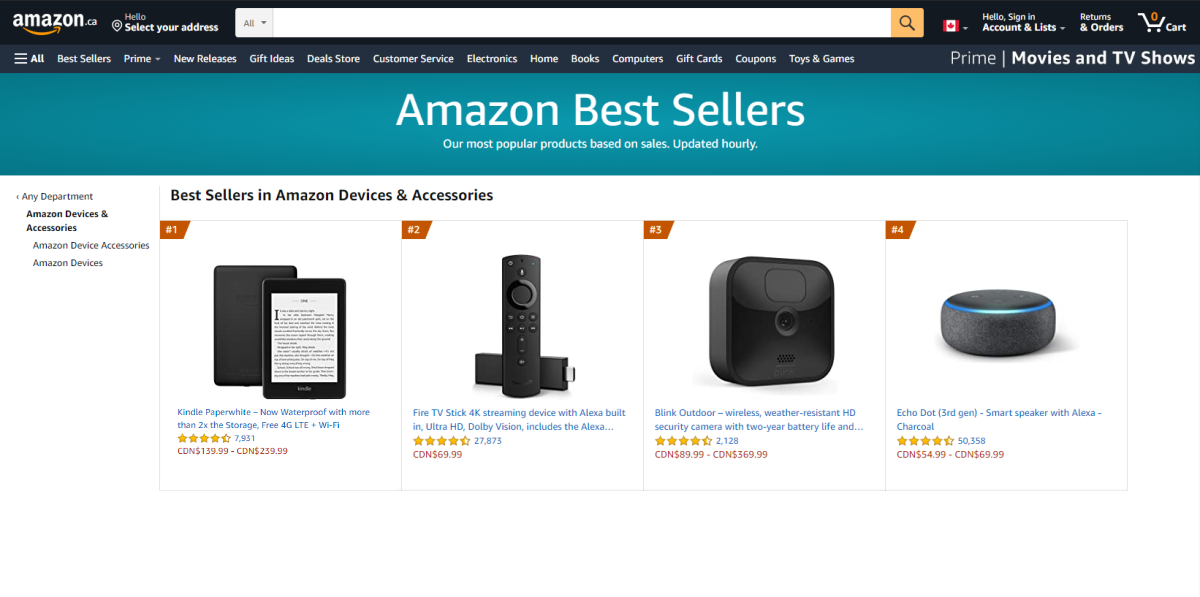 amazon.ca
Hello
Select your address
All
Hello, Sign in
Account & Lists
Returns
& Orders
0
Cart
All
Best Sellers
Prime
New Releases
Gift Ideas
Deals Store
Customer Service
Electronics
Home
Books
Computers
Gift Cards
Coupons
Toys & Games
Prime | Movies and TV Shows
Amazon Best Sellers
Our most popular products based on sales. Updated hourly.
‹ Any Department
Amazon Devices &
Accessories
Amazon Device Accessories
Amazon Devices
Best Sellers in Amazon Devices & Accessories
#1
kindle
Kindle Paperwhite – Now Waterproof with more
than 2x the Storage, Free 4G LTE + Wi-Fi
7,931
CDN$139.99 - CDN$239.99
#2
Fire TV Stick 4K streaming device with Alexa built
in, Ultra HD, Dolby Vision, includes the Alexa…
27,873
CDN$69.99
#3
Blink Outdoor – wireless, weather-resistant HD
security camera with two-year battery life and…
2,128
CDN$89.99 - CDN$369.99
#4
Echo Dot (3rd gen) - Smart speaker with Alexa -
Charcoal
50,358
CDN$54.99 - CDN$69.99